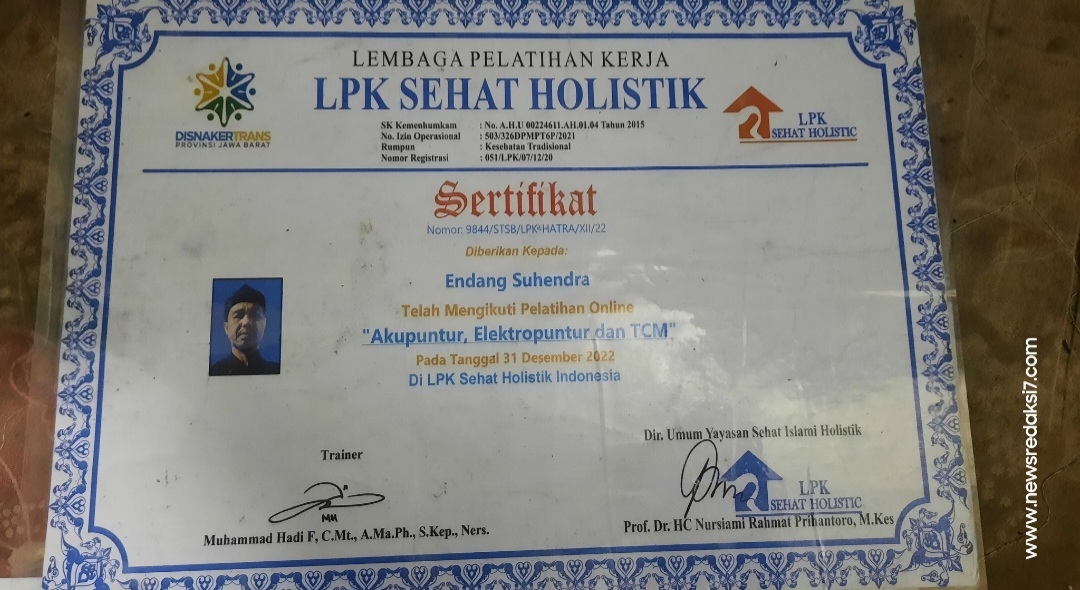 LEMBAGA PELATIHAN KERJA
LPK SEHAT HOLISTIK
DISNAKERTRANS
PROVINSI JAWA BARAT
SK Kemenhumkam : No. A.H.U 00224611.AH.01.04 Tahun 2015
No. Izin Operasional : 503/326DPMPT6P/2021
Rumpun : Kesehatan Tradisional
Nomor Registrasi : 051/LPK/07/12/20
LPK
SEHAT HOLISTIC
Sertifikat
Nomor: 9844/STSB/LPK HATRA/XII/22
Diberikan Kepada:
Endang Suhendra
Telah Mengikuti Pelatihan Online
"Akupuntur, Elektropuntur dan TCM"
Pada Tanggal 31 Desember 2022
Di LPK Sehat Holistik Indonesia
Trainer
Muhammad Hadi F, C.Mt., A.Ma.Ph., S.Kep., Ners.
Dir. Umum Yayasan Sehat Islami Holistik
LPK
SEHAT HOLISTIC
Prof. Dr. HC Nursiami Rahmat Prihantoro, M.Kes
www.newsredaksi7.com